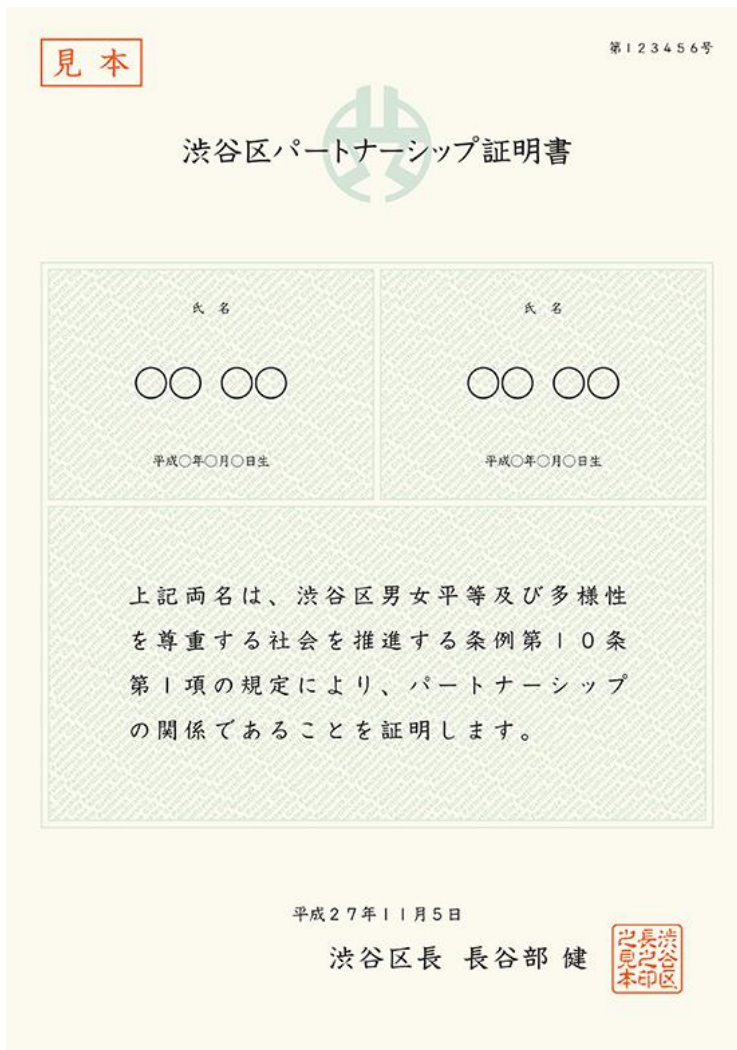 見本
第123456号
渋谷区パートナーシップ証明書
氏 名
○○ ○○
平成○年○月○日生
氏 名
○○ ○○
平成○年○月○日生
上記両名は、渋谷区男女平等及び多様性
を尊重する社会を推進する条例第10条
第1項の規定により、パートナーシップ
の関係であることを証明します。
平成27年11月5日
渋谷区長 長谷部 健
渋谷区
長之印
之見本